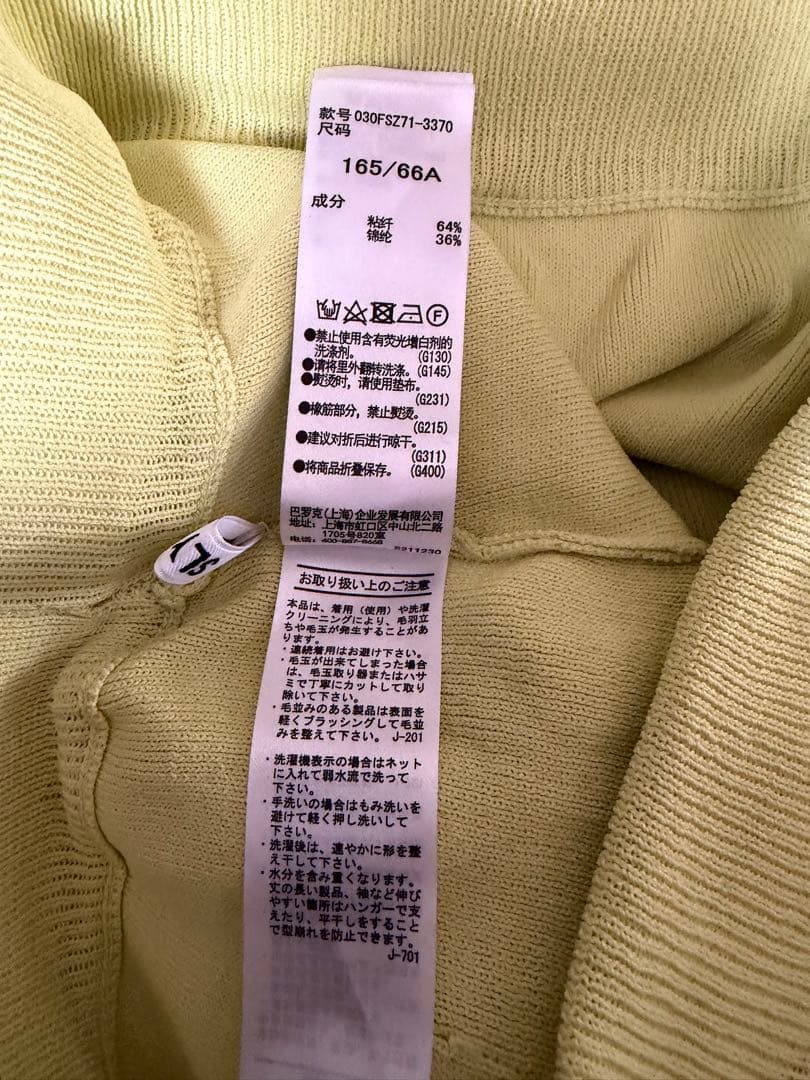 款号030FSZ71-3370
尺码
165/66A
成分
粘纤 64%
锦纶 36%
F
●禁止使用含有荧光增白剂的
洗涤剂。 (G130)
●请将里外翻转洗涤。(G145)
●熨烫时,请使用垫布。
(G231)
●橡筋部分,禁止熨烫。
(G215)
●建议对折后进行晾干。
(G311)
●将商品折叠保存。 (G400)
巴罗克(上海)企业发展有限公司
地址:上海市虹口区中山北二路
1705号820室
电话:400-887-8668
211230
お取り扱い上のご注意
本品は、着用(使用)や洗濯
クリーニングにより、毛羽立
ちや毛玉が発生することがあ
ります。
・連続着用はお避け下さい。
・毛玉が出来てしまった場合
は、毛玉取り器またはハサ
ミで丁寧にカットして取り
除いて下さい。
・毛並みのある製品は表面を
軽くブラッシングして毛並
みを整えて下さい。 J-201
・洗濯機表示の場合はネット
に入れて弱水流で洗って
下さい。
・手洗いの場合はもみ洗いを
避けて軽く押し洗いして
下さい。
・洗濯後は、速やかに形を整
え干して下さい。
・水分を含み重くなります。
丈の長い製品、袖など伸び
やすい箇所はハンガーで支
えたり、平干しをすること
で型崩れを防止できます。
J-701
SLY